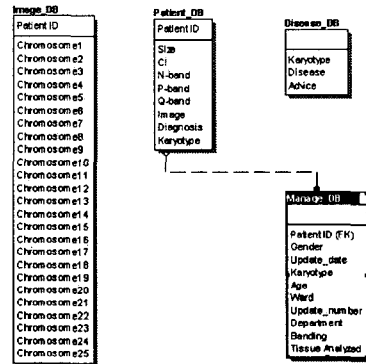 Image_DB
Patient ID
Chromosome1
Chromosome2
Chromosome3
Chromosome4
Chromosome5
Chromosome6
Chromosome7
Chromosome8
Chromosome9
Chromosome10
Chromosome11
Chromosome12
Chromosome13
Chromosome14
Chromosome15
Chromosome16
Chromosome17
Chromosome18
Chromosome19
Chromosome20
Chromosome21
Chromosome22
Chromosome23
Chromosome24
Chromosome25
Patient_DB
Patient ID
Size
CI
N-band
P-band
Q-band
Image
Diagnosis
Karyotype
Disease_DB
Karyotype
Disease
Advice
Manage_DB
Patient ID (FK)
Gender
Update_date
Karyotype
Age
Ward
Update_number
Department
Banding
Tissue Analyzed